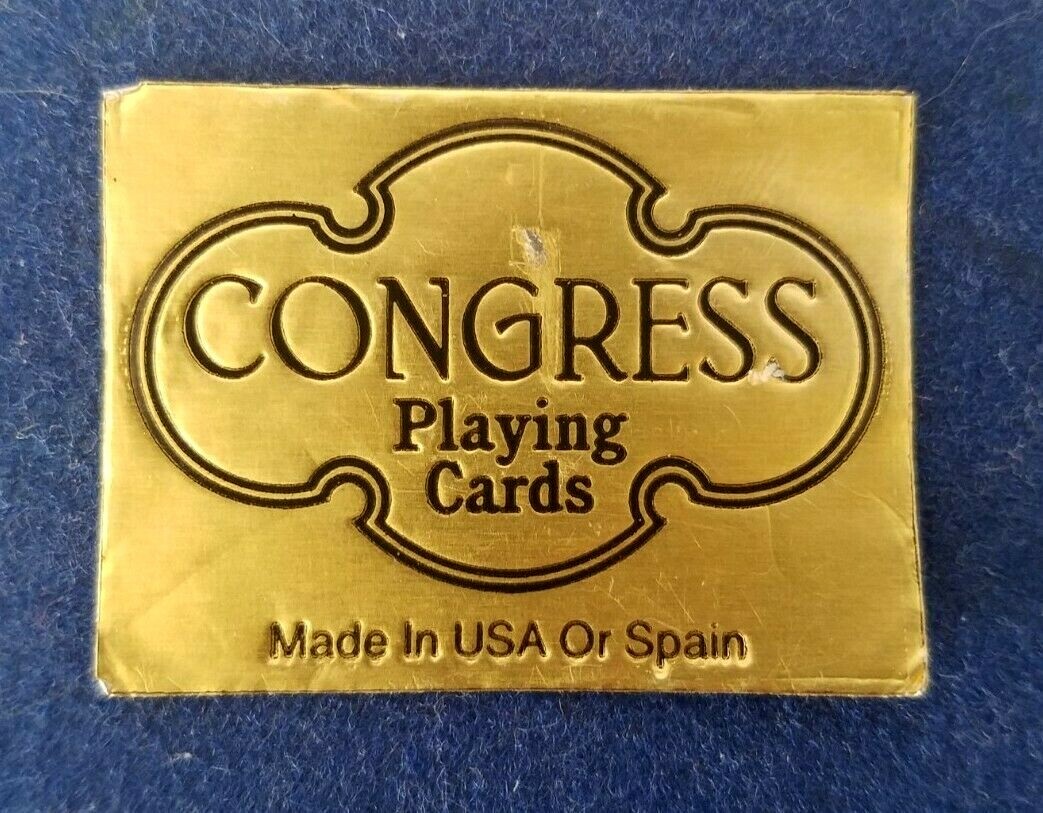 CONGRESS
Playing
Cards
Made In USA Or Spain